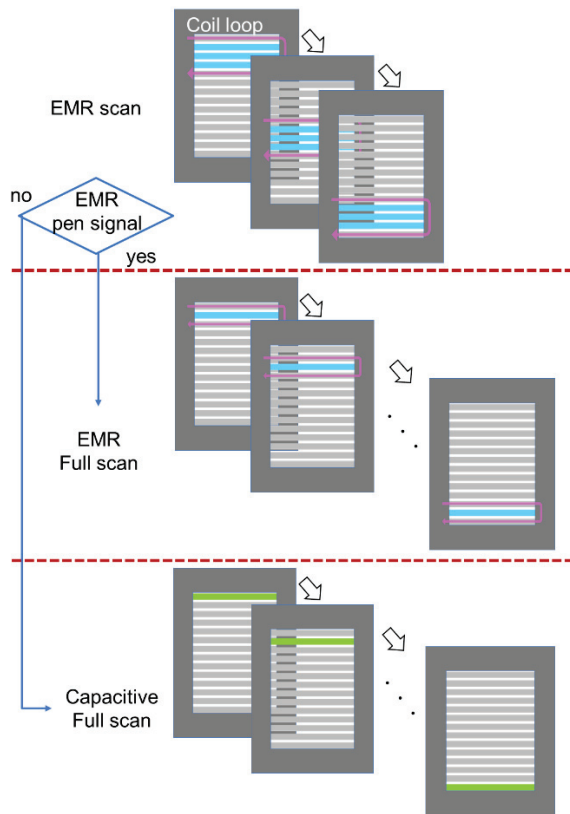 Coil loop
EMR scan
no
EMR
pen signal
yes
EMR
Full scan
Capacitive
Full scan